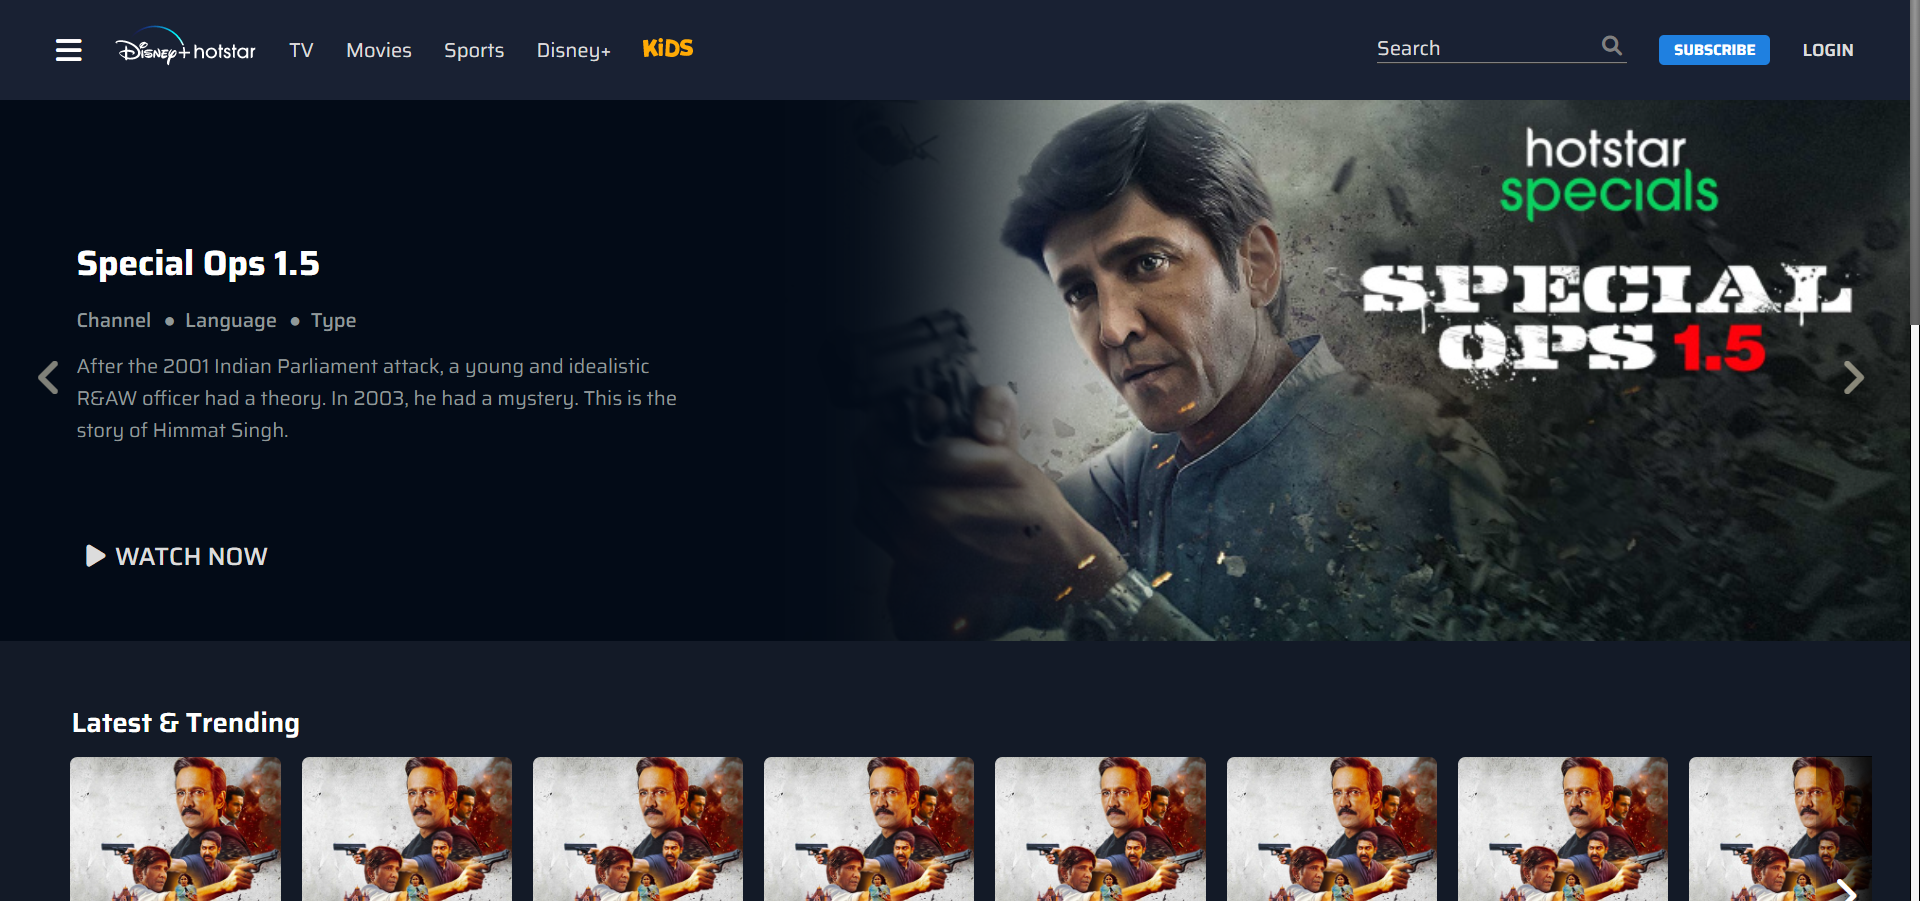 Disney+ hotstar
TV
Movies
Sports
Disney+
KiDS
Search
SUBSCRIBE
LOGIN
hotstar
specials
SPECIAL
OPS 1.5
Special Ops 1.5
Channel ● Language ● Type
After the 2001 Indian Parliament attack, a young and idealistic
R&AW officer had a theory. In 2003, he had a mystery. This is the
story of Himmat Singh.
WATCH NOW
Latest & Trending